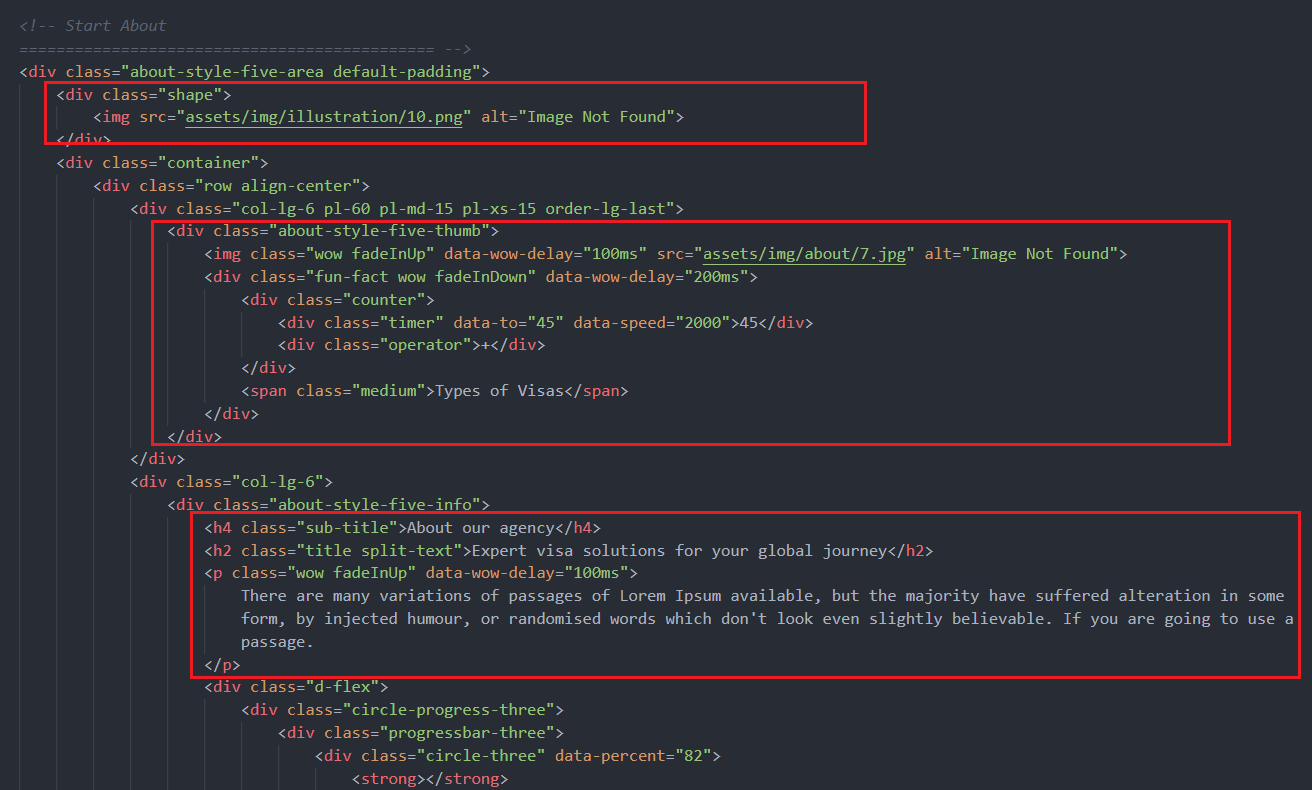 <!-- Start About
============================================= -->
<div class="about-style-five-area default-padding">
<div class="shape">
<img src="assets/img/illustration/10.png" alt="Image Not Found">
</div>
<div class="container">
<div class="row align-center">
<div class="col-lg-6 pl-60 pl-md-15 pl-xs-15 order-lg-last">
<div class="about-style-five-thumb">
<img class="wow fadeInUp" data-wow-delay="100ms" src="assets/img/about/7.jpg" alt="Image Not Found">
<div class="fun-fact wow fadeInDown" data-wow-delay="200ms">
<div class="counter">
<div class="timer" data-to="45" data-speed="2000">45</div>
<div class="operator">+</div>
</div>
<span class="medium">Types of Visas</span>
</div>
</div>
</div>
<div class="col-lg-6">
<div class="about-style-five-info">
<h4 class="sub-title">About our agency</h4>
<h2 class="title split-text">Expert visa solutions for your global journey</h2>
<p class="wow fadeInUp" data-wow-delay="100ms">
There are many variations of passages of Lorem Ipsum available, but the majority have suffered alteration in some
form, by injected humour, or randomised words which don't look even slightly believable. If you are going to use a
passage.
</p>
<div class="d-flex">
<div class="circle-progress-three">
<div class="progressbar-three">
<div class="circle-three" data-percent="82">
<strong></strong>